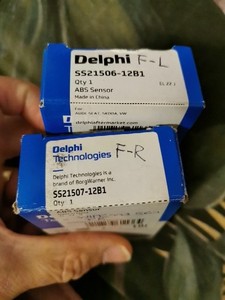 Delphi F-L
SS21506-12B1
Qty 1
ABS Sensor
Made in China
delphiaftermarket.com
Delphi
Technologies F-R
Delphi Technologies is a
brand of BorgWarner Inc.
SS21507-12B1
Qty 1